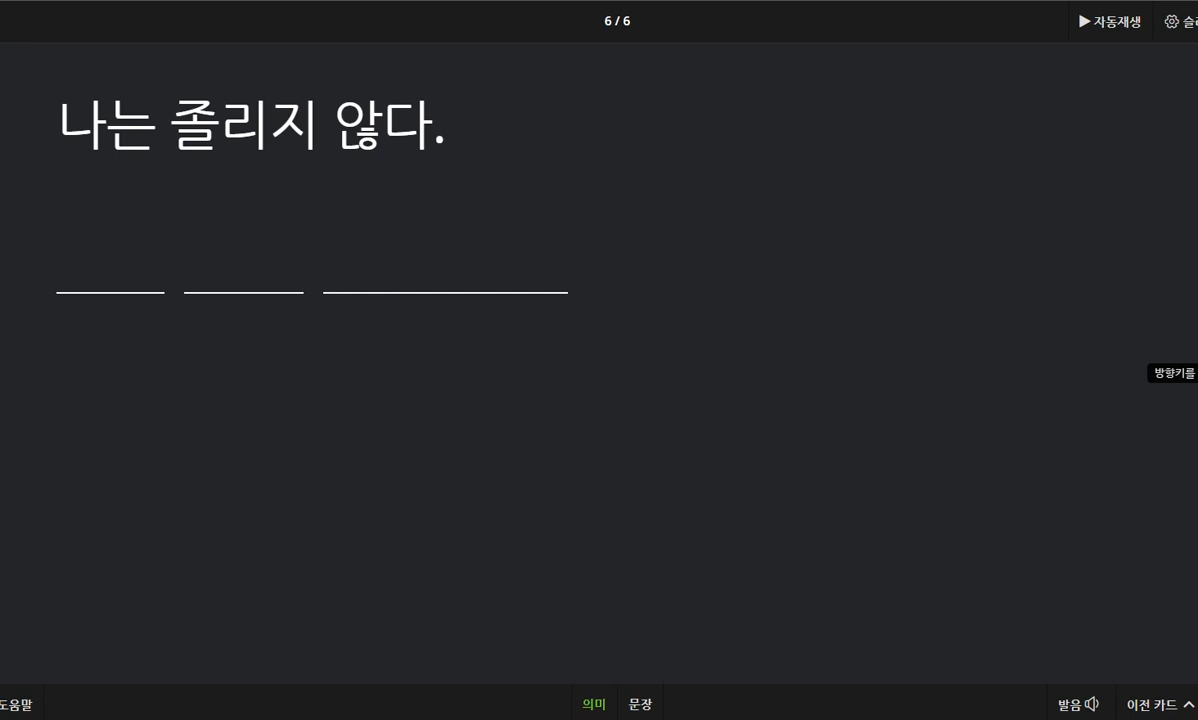 6 / 6
▶ 자동재생
슬
나는 졸리지 않다.
방향키를
도움말
의미
문장
발음
이전 카드